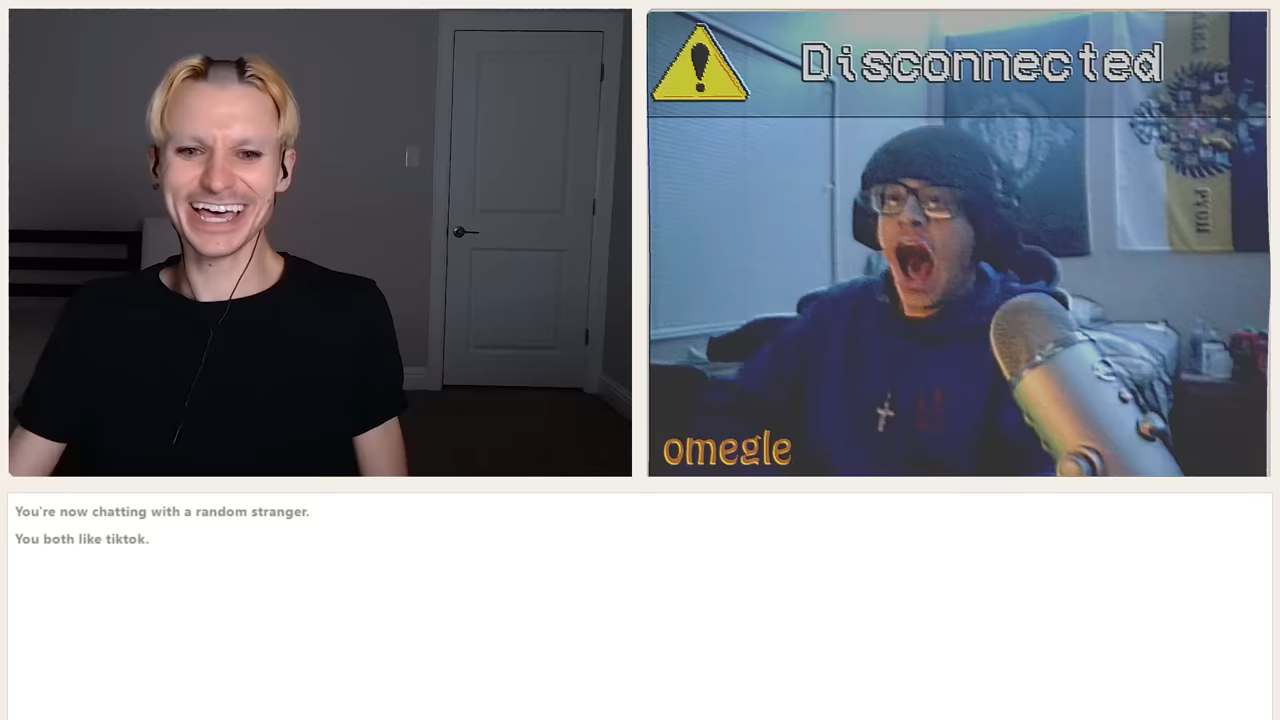 Disconnected
omegle
You're now chatting with a random stranger.
You both like tiktok.